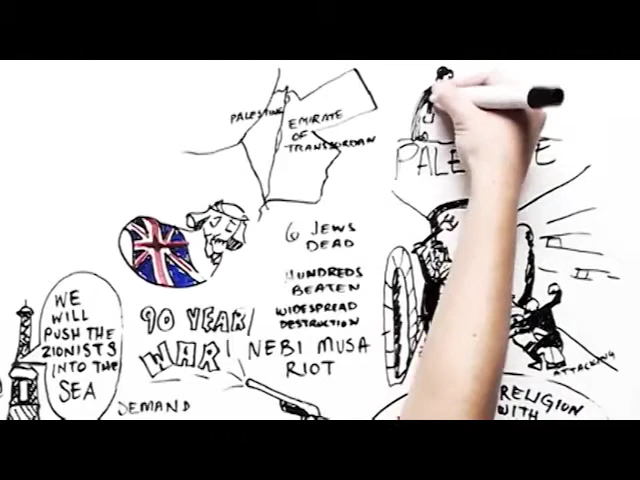 PALESTINE
EMIRATE
OF
TRANSJORDAN
6 JEWS
DEAD
HUNDREDS
BEATEN
WIDESPREAD
DESTRUCTION
NEBI MUSA
RIOT
90 YEAR
WAR!
WE
WILL
PUSH THE
ZIONISTS
INTO THE
SEA
DEMAND
ATTACKING
RELIGION
WITH